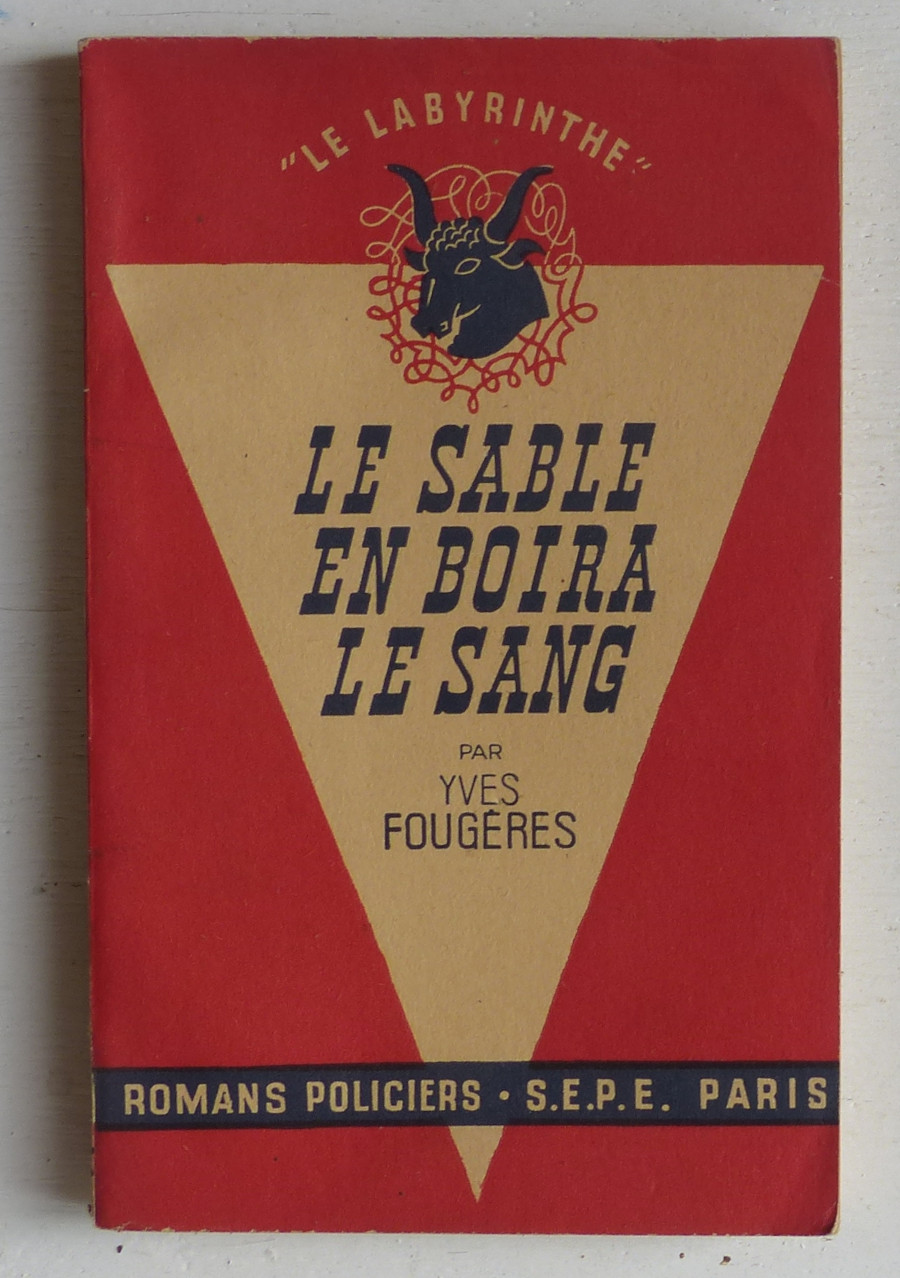 "LE LABYRINTHE"
LE SABLE
EN BOIRA
LE SANG
PAR
YVES
FOUGÈRES
ROMANS POLICIERS • S.E.P.E. PARIS